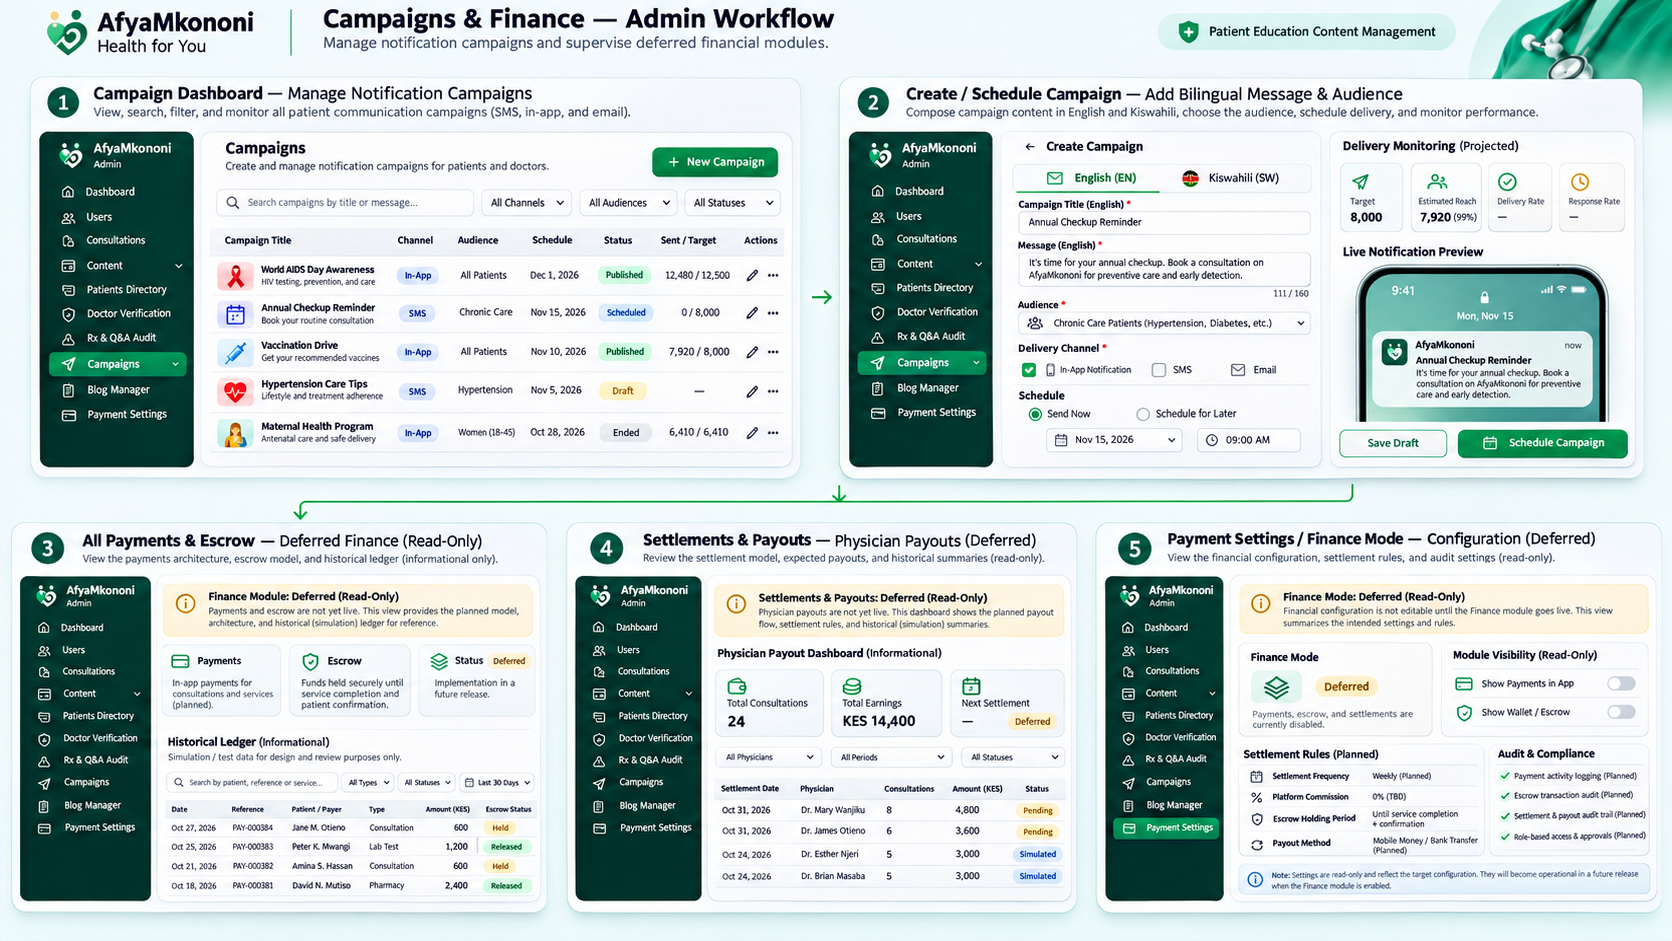 AfyaMkononi
Health for You
Campaigns & Finance — Admin Workflow
Manage notification campaigns and supervise deferred financial modules.
Patient Education Content Management
1
Campaign Dashboard — Manage Notification Campaigns
View, search, filter, and monitor all patient communication campaigns (SMS, in-app, and email).
AfyaMkononi
Admin
Dashboard
Users
Consultations
Content
Patients Directory
Doctor Verification
Rx & Q&A Audit
Campaigns
Blog Manager
Payment Settings
Campaigns
Create and manage notification campaigns for patients and doctors.
+ New Campaign
Search campaigns by title or message...
All Channels
All Audiences
All Statuses
Campaign Title Channel Audience Schedule Status Sent / Target Actions
World AIDS Day Awareness
HIV testing, prevention, and care
In-App All Patients Dec 1, 2026 Published 12,480 / 12,500
Annual Checkup Reminder
Book your routine consultation
SMS Chronic Care Nov 15, 2026 Scheduled 0 / 8,000
Vaccination Drive
Get your recommended vaccines
In-App All Patients Nov 10, 2026 Published 7,920 / 8,000
Hypertension Care Tips
Lifestyle and treatment adherence
SMS Hypertension Nov 5, 2026 Draft —
Maternal Health Program
Antenatal care and safe delivery
In-App Women (18-45) Oct 28, 2026 Ended 6,410 / 6,410
2
Create / Schedule Campaign — Add Bilingual Message & Audience
Compose campaign content in English and Kiswahili, choose the audience, schedule delivery, and monitor performance.
AfyaMkononi
Admin
Dashboard
Users
Consultations
Content
Patients Directory
Doctor Verification
Rx & Q&A Audit
Campaigns
Blog Manager
Payment Settings
← Create Campaign
English (EN)
Kiswahili (SW)
Campaign Title (English) *
Annual Checkup Reminder
Message (English) *
It's time for your annual checkup. Book a consultation on
AfyaMkononi for preventive care and early detection.
111 / 160
Audience *
Chronic Care Patients (Hypertension, Diabetes, etc.)
Delivery Channel *
In-App Notification
SMS
Email
Schedule
Send Now
Schedule for Later
Nov 15, 2026
09:00 AM
Delivery Monitoring (Projected)
Target
8,000
Estimated Reach
7,920 (99%)
Delivery Rate
—
Response Rate
—
Live Notification Preview
9:41
Mon, Nov 15
AfyaMkononi now
Annual Checkup Reminder
It's time for your annual checkup. Book a
consultation on AfyaMkononi for preventive
care and early detection.
Save Draft
Schedule Campaign
3
All Payments & Escrow — Deferred Finance (Read-Only)
View the payments architecture, escrow model, and historical ledger (informational only).
AfyaMkononi
Admin
Dashboard
Users
Consultations
Content
Patients Directory
Doctor Verification
Rx & Q&A Audit
Campaigns
Blog Manager
Payment Settings
Finance Module: Deferred (Read-Only)
Payments and escrow are not yet live. This view provides the planned model,
architecture, and historical (simulation) ledger for reference.
Payments
In-app payments for
consultations and services
(planned).
Escrow
Funds held securely until
service completion and
patient confirmation.
Status Deferred
Implementation in a
future release.
Historical Ledger (Informational)
Simulation / test data for design and review purposes only.
Search by patient, reference or service...
All Types
All Statuses
Last 30 Days
Date Reference Patient / Payer Type Amount (KES) Escrow Status
Oct 27, 2026 PAY-000384 Jane M. Otieno Consultation 600 Held
Oct 25, 2026 PAY-000383 Peter K. Mwangi Lab Test 1,200 Released
Oct 21, 2026 PAY-000382 Amina S. Hassan Consultation 600 Held
Oct 18, 2026 PAY-000381 David N. Mutiso Pharmacy 2,400 Released
4
Settlements & Payouts — Physician Payouts (Deferred)
Review the settlement model, expected payouts, and historical summaries (read-only).
AfyaMkononi
Admin
Dashboard
Users
Consultations
Content
Patients Directory
Doctor Verification
Rx & Q&A Audit
Campaigns
Blog Manager
Payment Settings
Settlements & Payouts: Deferred (Read-Only)
Physician payouts are not yet live. This dashboard shows the planned payout
flow, settlement rules, and historical (simulation) summaries.
Physician Payout Dashboard (Informational)
Total Consultations
24
Total Earnings
KES 14,400
Next Settlement
— Deferred
All Physicians
All Periods
All Statuses
Settlement Date Physician Consultations Amount (KES) Status
Oct 31, 2026 Dr. Mary Wanjiku 8 4,800 Pending
Oct 31, 2026 Dr. James Otieno 6 3,600 Pending
Oct 24, 2026 Dr. Esther Njeri 5 3,000 Simulated
Oct 24, 2026 Dr. Brian Masaba 5 3,000 Simulated
5
Payment Settings / Finance Mode — Configuration (Deferred)
View the financial configuration, settlement rules, and audit settings (read-only).
AfyaMkononi
Admin
Dashboard
Users
Consultations
Content
Patients Directory
Doctor Verification
Rx & Q&A Audit
Campaigns
Blog Manager
Payment Settings
Finance Mode: Deferred (Read-Only)
Financial configuration is not editable until the Finance module goes live. This view
summarizes the intended settings and rules.
Finance Mode
Deferred
Payments, escrow, and settlements are
currently disabled.
Module Visibility (Read-Only)
Show Payments in App
Show Wallet / Escrow
Settlement Rules (Planned)
Settlement Frequency Weekly (Planned)
Platform Commission 0% (TBD)
Escrow Holding Period Until service completion
+ confirmation
Payout Method Mobile Money / Bank Transfer
(Planned)
Audit & Compliance
Payment activity logging (Planned)
Escrow transaction audit (Planned)
Settlement & payout audit trail (Planned)
Role-based access & approvals (Planned)
Note: Settings are read-only and reflect the target configuration. They will become operational in a future release
when the Finance module is enabled.